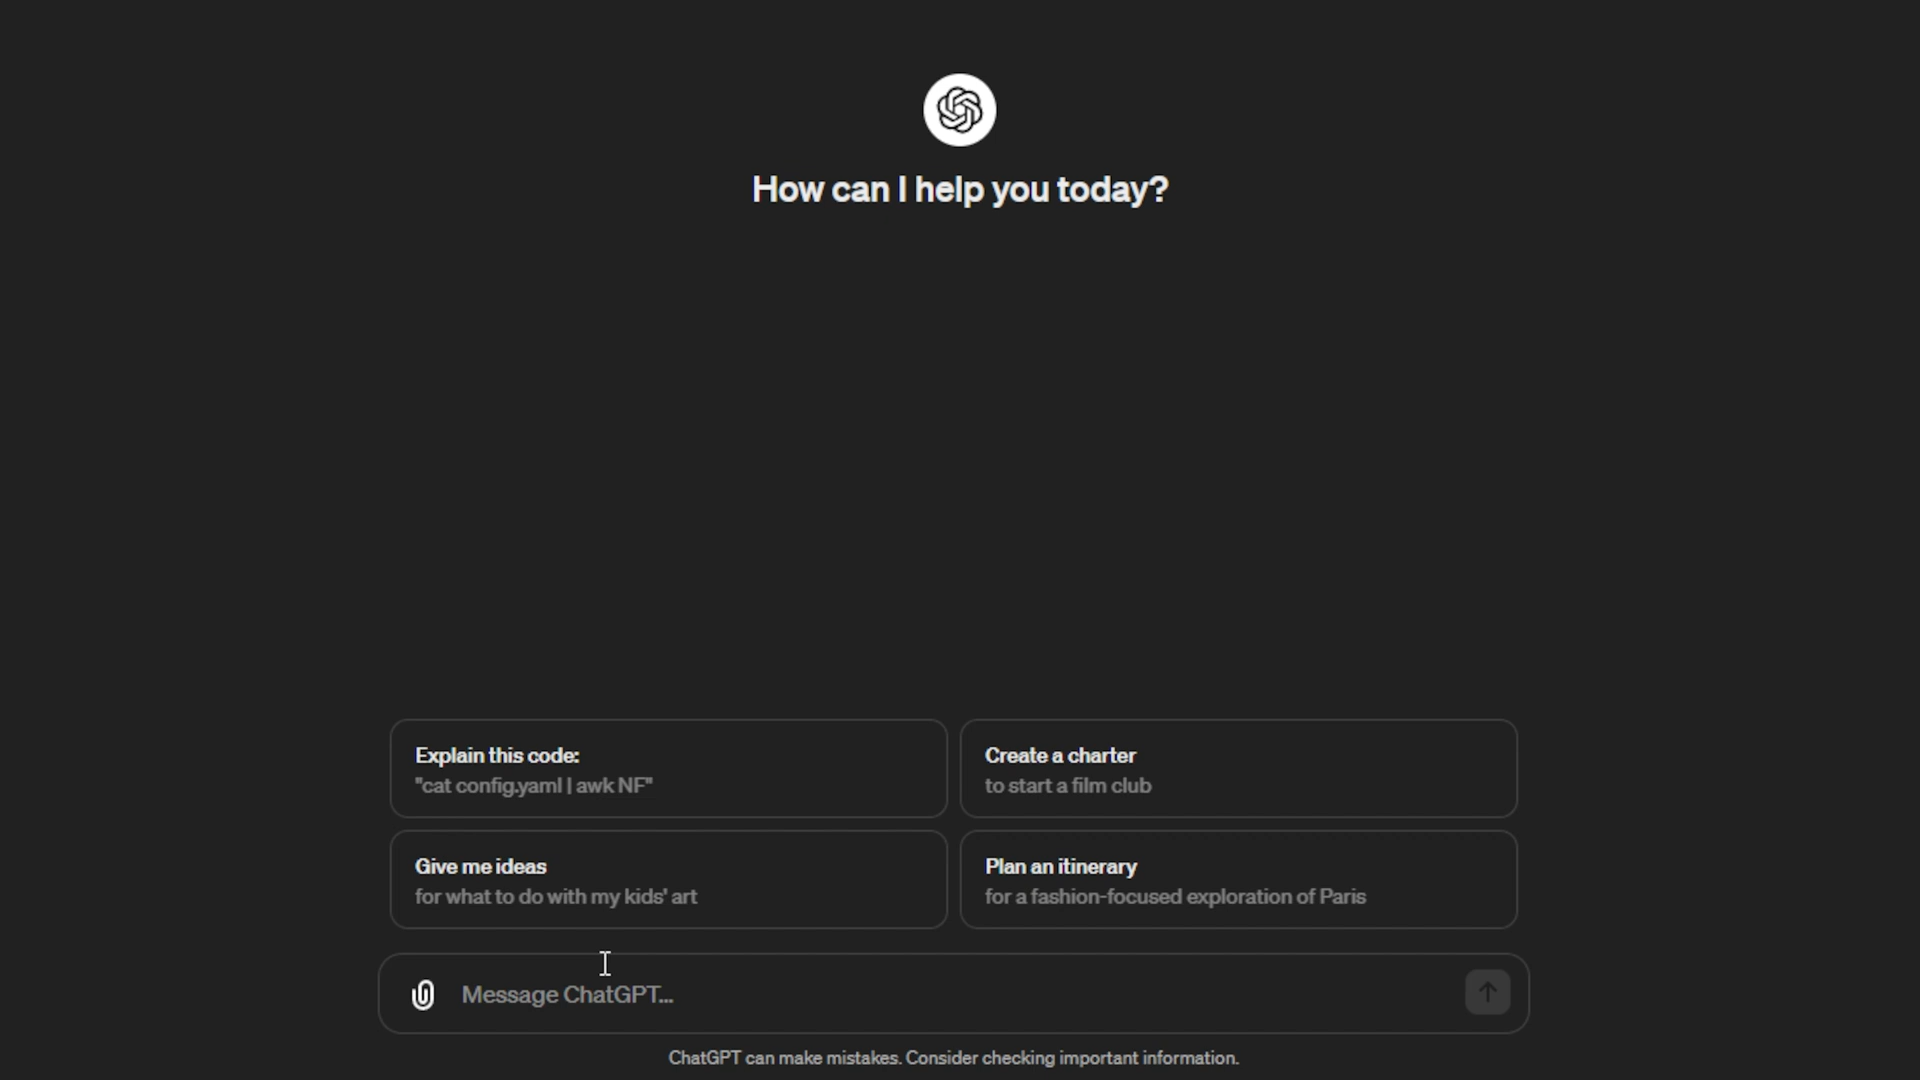 How can I help you today?
Explain this code:
"cat config.yaml | awk NF"
Create a charter
to start a film club
Give me ideas
for what to do with my kids' art
Plan an itinerary
for a fashion-focused exploration of Paris
Message ChatGPT...
ChatGPT can make mistakes. Consider checking important information.